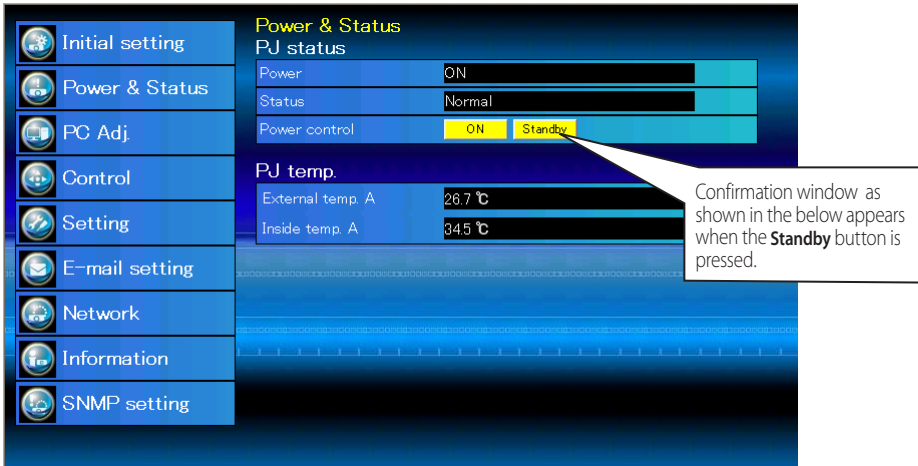 Initial setting
Power & Status
PC Adj.
Control
Setting
E-mail setting
Network
Information
SNMP setting
Power & Status
PJ status
Power ON
Status Normal
Power control ON Standby
PJ temp.
External temp. A 26.7 ℃
Inside temp. A 34.5 ℃
Confirmation window as
shown in the below appears
when the Standby button is
pressed.